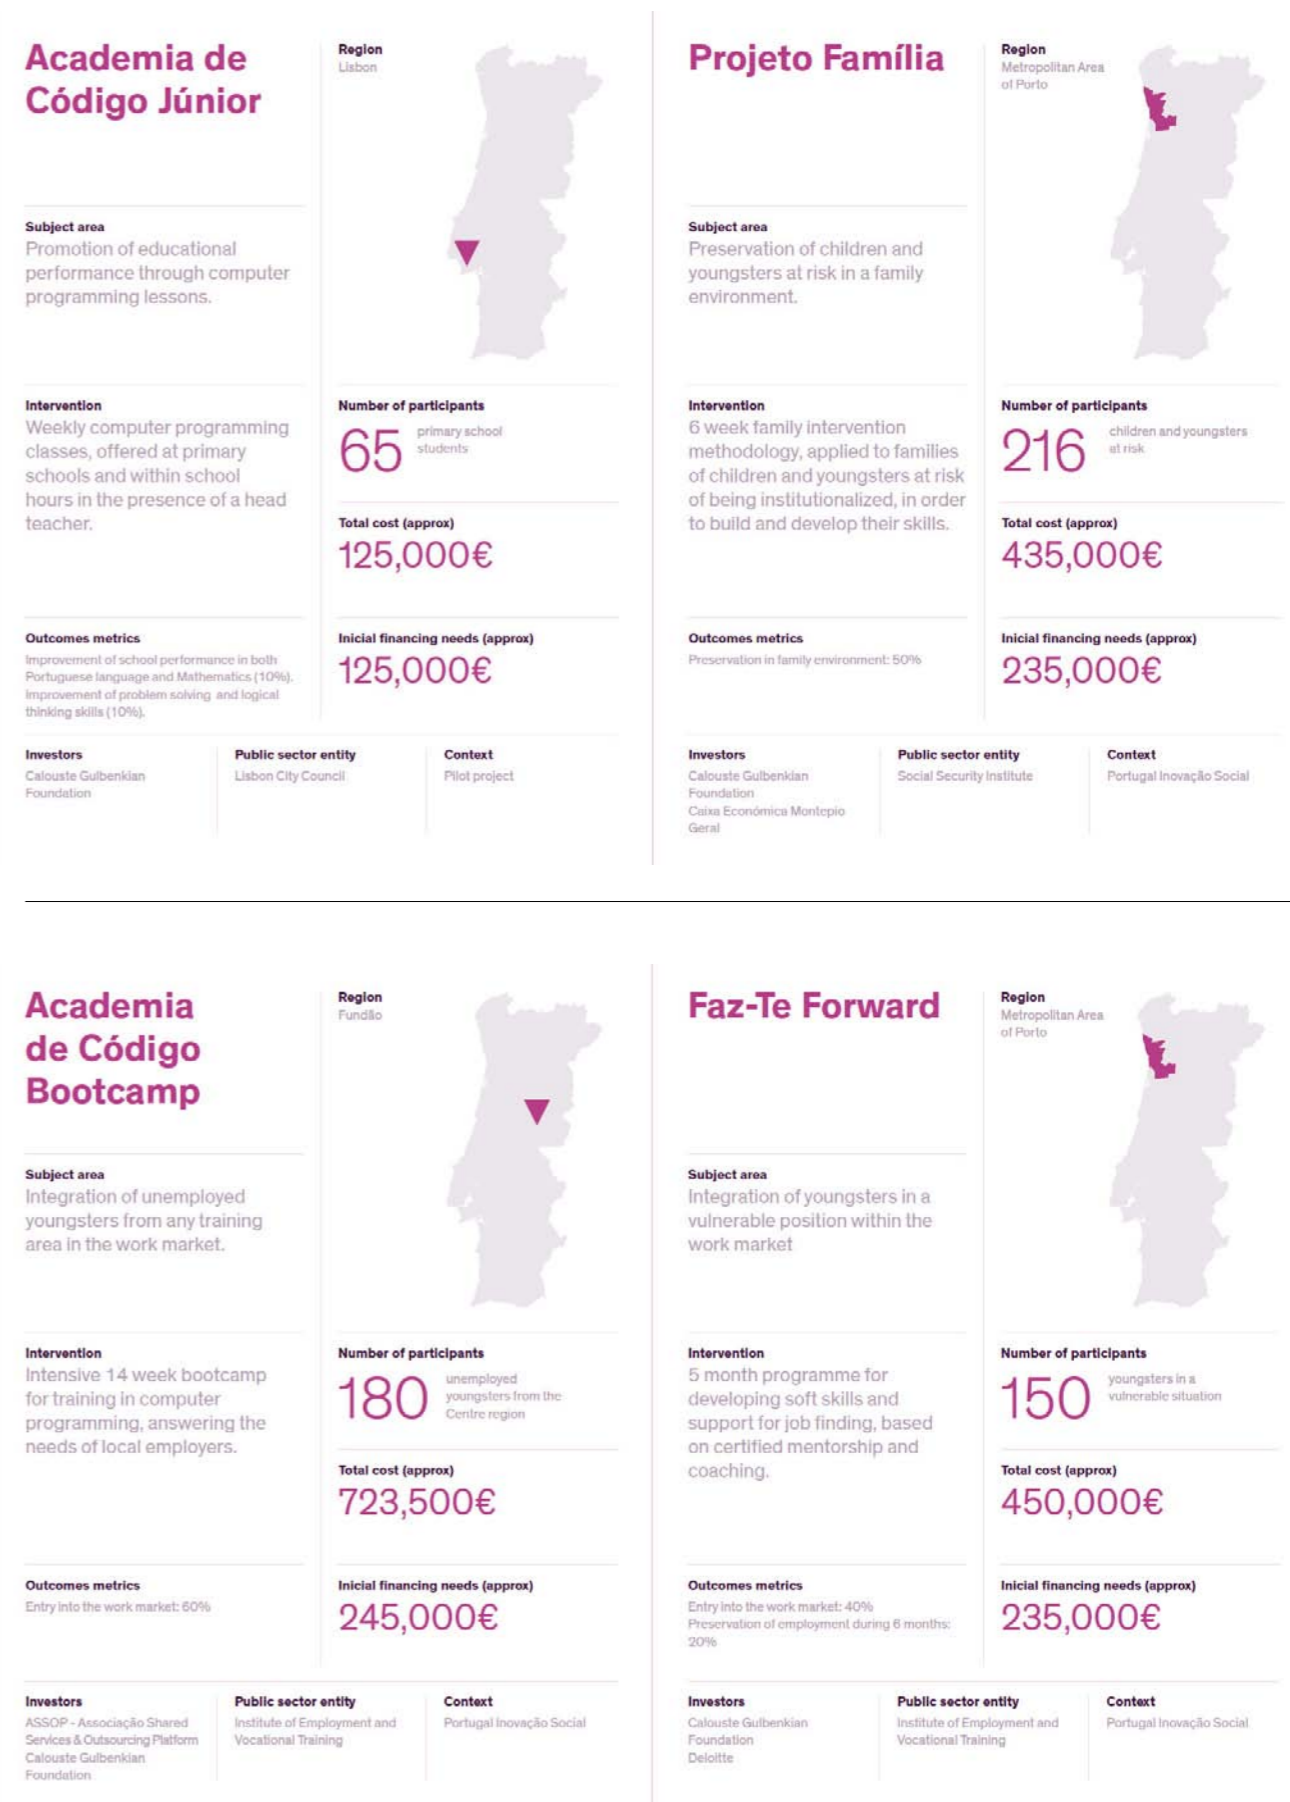 Academia de
Código Júnior
Region
Lisbon
Subject area
Promotion of educational
performance through computer
programming lessons.
Intervention
Weekly computer programming
classes, offered at primary
schools and within school
hours in the presence of a head
teacher.
Number of participants
65
primary school
students
Total cost (approx)
125,000€
Outcomes metrics
Improvement of school performance in both
Portuguese language and Mathematics (10%).
Improvement of problem solving and logical
thinking skills (10%).
Inicial financing needs (approx)
125,000€
Investors
Calouste Gulbenkian
Foundation
Public sector entity
Lisbon City Council
Context
Pilot project
Projeto Família
Region
Metropolitan Area
of Porto
Subject area
Preservation of children and
youngsters at risk in a family
environment.
Intervention
6 week family intervention
methodology, applied to families
of children and youngsters at risk
of being institutionalized, in order
to build and develop their skills.
Number of participants
216
children and youngsters
at risk
Total cost (approx)
435,000€
Outcomes metrics
Preservation in family environment: 50%
Inicial financing needs (approx)
235,000€
Investors
Calouste Gulbenkian
Foundation
Caixa Económica Montepio
Geral
Public sector entity
Social Security Institute
Context
Portugal Inovação Social
Academia
de Código
Bootcamp
Region
Fundão
Subject area
Integration of unemployed
youngsters from any training
area in the work market.
Intervention
Intensive 14 week bootcamp
for training in computer
programming, answering the
needs of local employers.
Number of participants
180
unemployed
youngsters from the
Centre region
Total cost (approx)
723,500€
Outcomes metrics
Entry into the work market: 60%
Inicial financing needs (approx)
245,000€
Investors
ASSOP - Associação Shared
Services & Outsourcing Platform
Calouste Gulbenkian
Foundation
Public sector entity
Institute of Employment and
Vocational Training
Context
Portugal Inovação Social
Faz-Te Forward
Region
Metropolitan Area
of Porto
Subject area
Integration of youngsters in a
vulnerable position within the
work market
Intervention
5 month programme for
developing soft skills and
support for job finding, based
on certified mentorship and
coaching.
Number of participants
150
youngsters in a
vulnerable situation
Total cost (approx)
450,000€
Outcomes metrics
Entry into the work market: 40%
Preservation of employment during 6 months:
20%
Inicial financing needs (approx)
235,000€
Investors
Calouste Gulbenkian
Foundation
Deloitte
Public sector entity
Institute of Employment and
Vocational Training
Context
Portugal Inovação Social